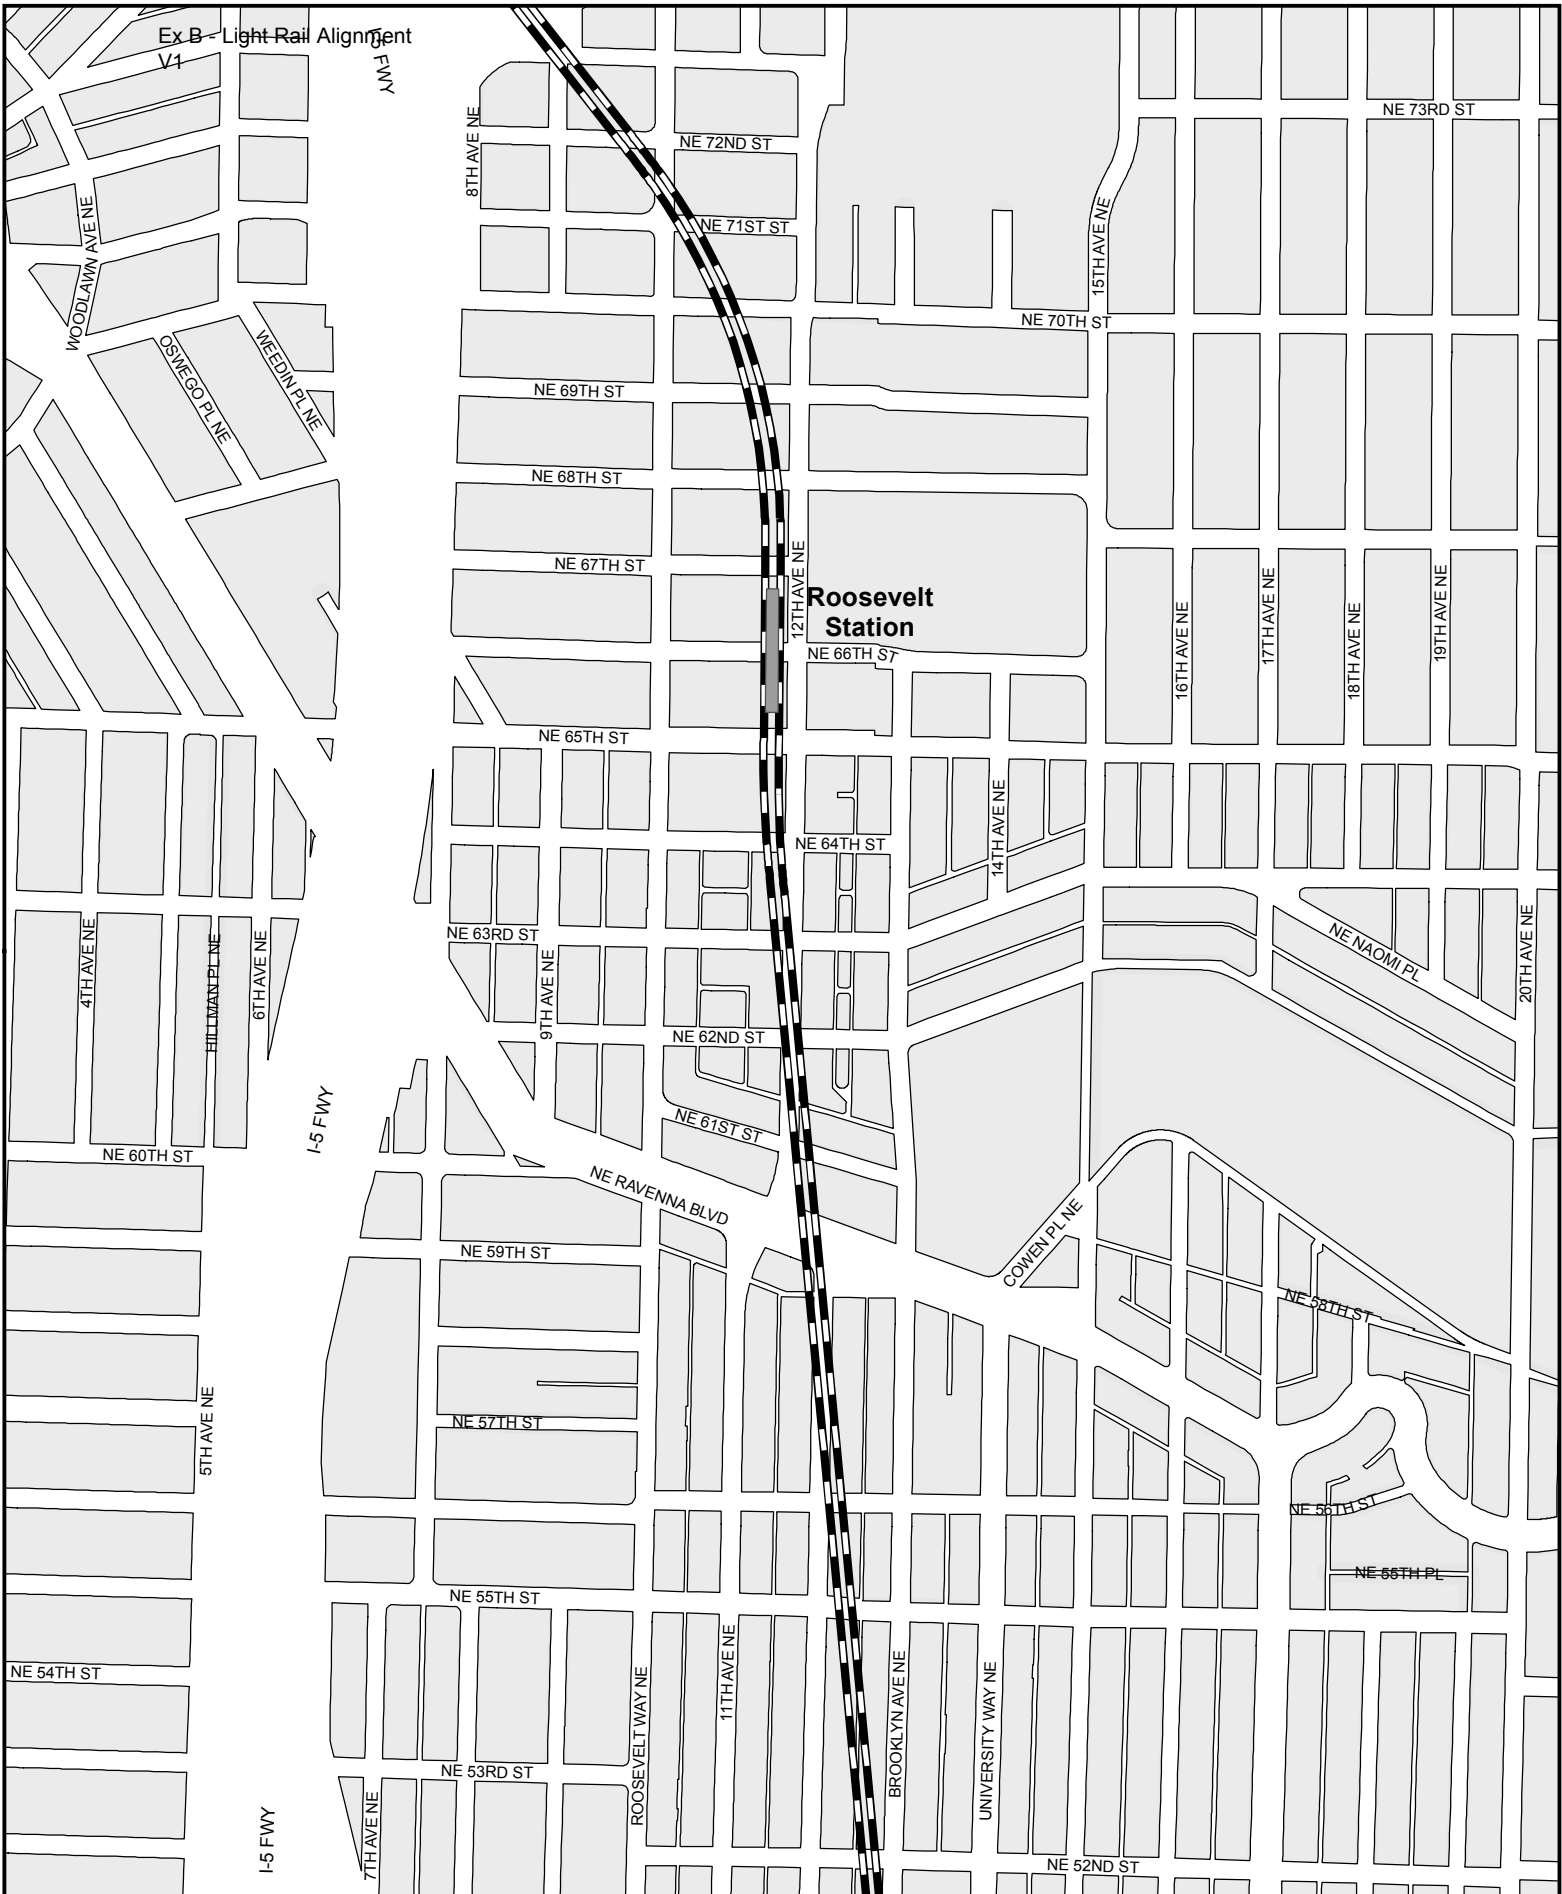 Ex B - Light Rail Alignment
V1
I-5 FWY
8TH AVE NE
NE 73RD ST
NE 72ND ST
NE 71ST ST
WOODLAWN AVE NE
15TH AVE NE
NE 70TH ST
OSWEGO PL NE
WEEDIN PL NE
NE 69TH ST
NE 68TH ST
NE 67TH ST
12TH AVE NE
Roosevelt
Station
NE 66TH ST
16TH AVE NE
17TH AVE NE
18TH AVE NE
19TH AVE NE
NE 65TH ST
14TH AVE NE
NE 64TH ST
4TH AVE NE
HILLMAN PL NE
6TH AVE NE
NE 63RD ST
9TH AVE NE
NE NAOMI PL
20TH AVE NE
NE 62ND ST
I-5 FWY
NE 61ST ST
NE 60TH ST
NE RAVENNA BLVD
COWEN PL NE
NE 59TH ST
NE 58TH ST
5TH AVE NE
NE 57TH ST
NE 56TH ST
NE 55TH PL
NE 55TH ST
NE 54TH ST
ROOSEVELT WAY NE
11TH AVE NE
BROOKLYN AVE NE
UNIVERSITY WAY NE
NE 53RD ST
I-5 FWY
7TH AVE NE
NE 52ND ST